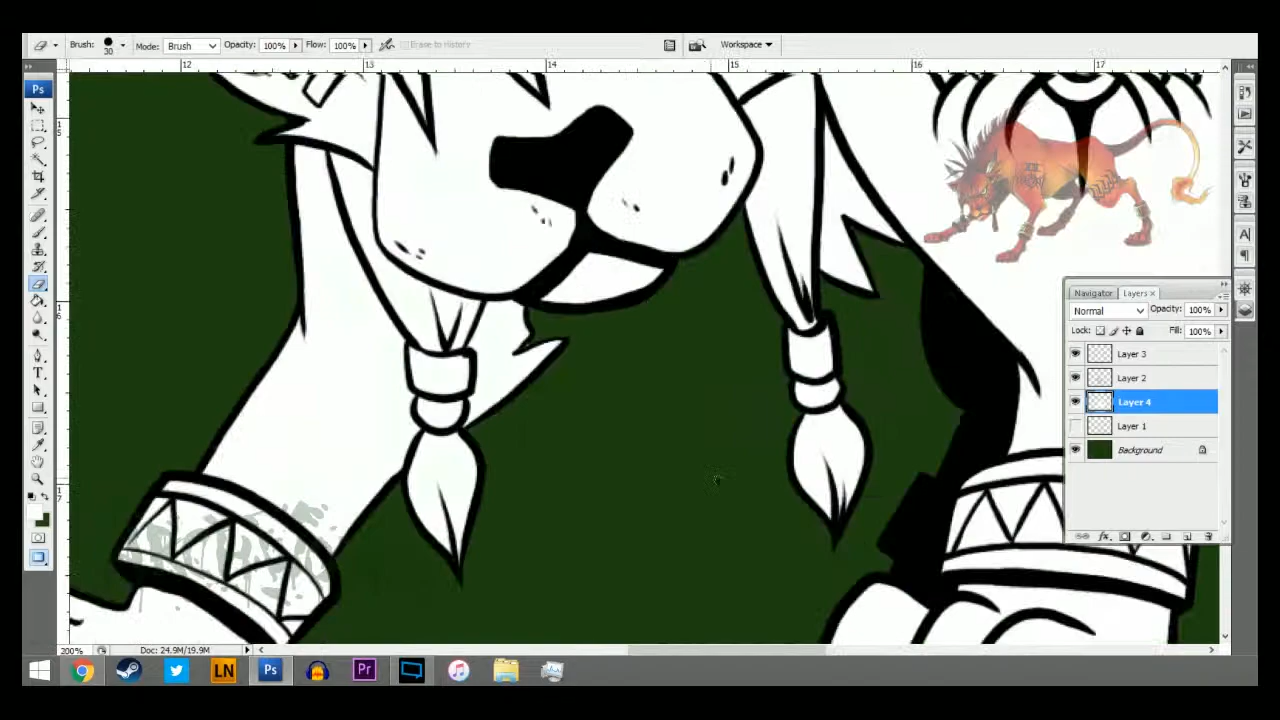 Brush: 30 Mode: Brush Opacity: 100% Flow: 100% Erase to History Workspace
12 13 14 15 16 17
Ps
Navigator Layers ×
Normal Opacity: 100%
Lock: Fill: 100%
Layer 3
Layer 2
Layer 4
Layer 1
Background
200% Doc: 24.9M/19.9M
LN Ps Pr